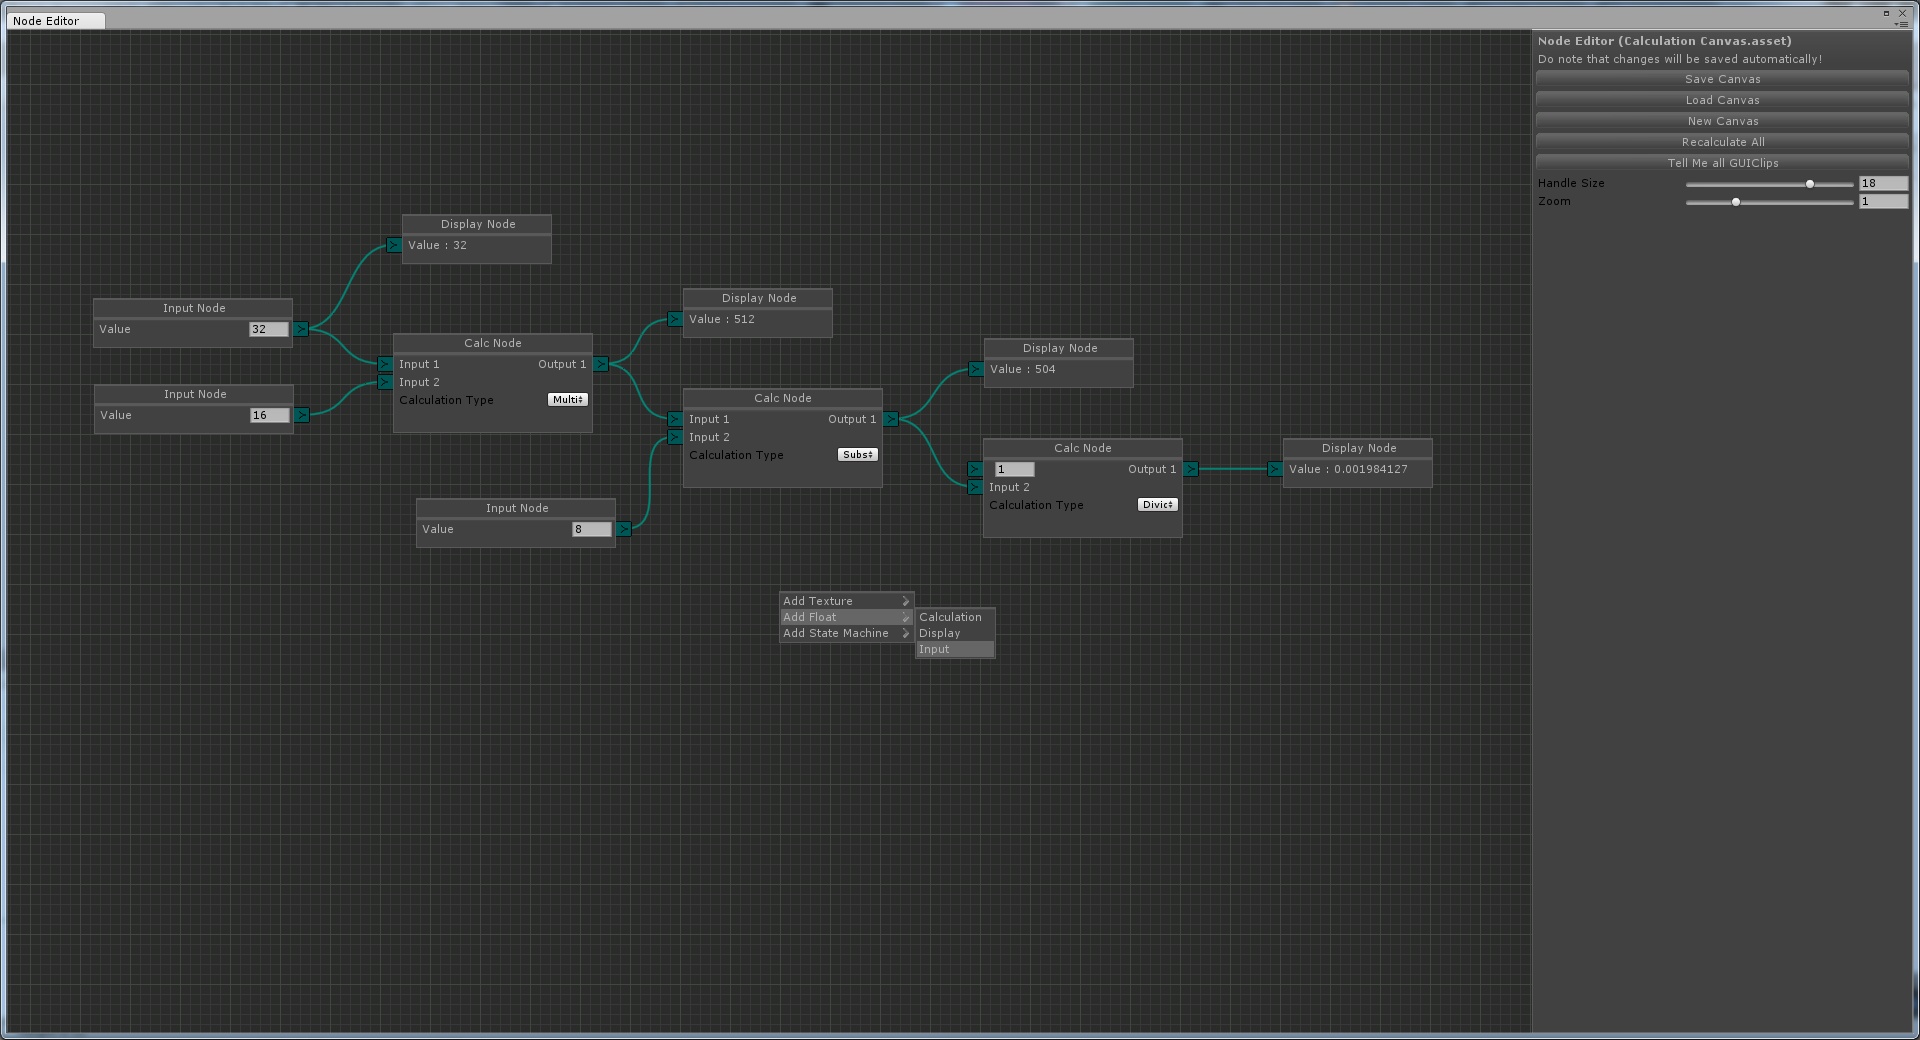 Node Editor
Node Editor (Calculation Canvas.asset)
Do note that changes will be saved automatically!
Save Canvas
Load Canvas
New Canvas
Recalculate All
Tell Me all GUIClips
Handle Size 18
Zoom 1
Display Node
Value : 32
Input Node
Value 32
Input Node
Value 16
Calc Node
Input 1 Output 1
Input 2
Calculation Type Multi
Display Node
Value : 512
Calc Node
Input 1 Output 1
Input 2
Calculation Type Subs
Input Node
Value 8
Display Node
Value : 504
Calc Node
1 Output 1
Input 2
Calculation Type Divic
Display Node
Value : 0.001984127
Add Texture
Add Float
Add State Machine
Calculation
Display
Input